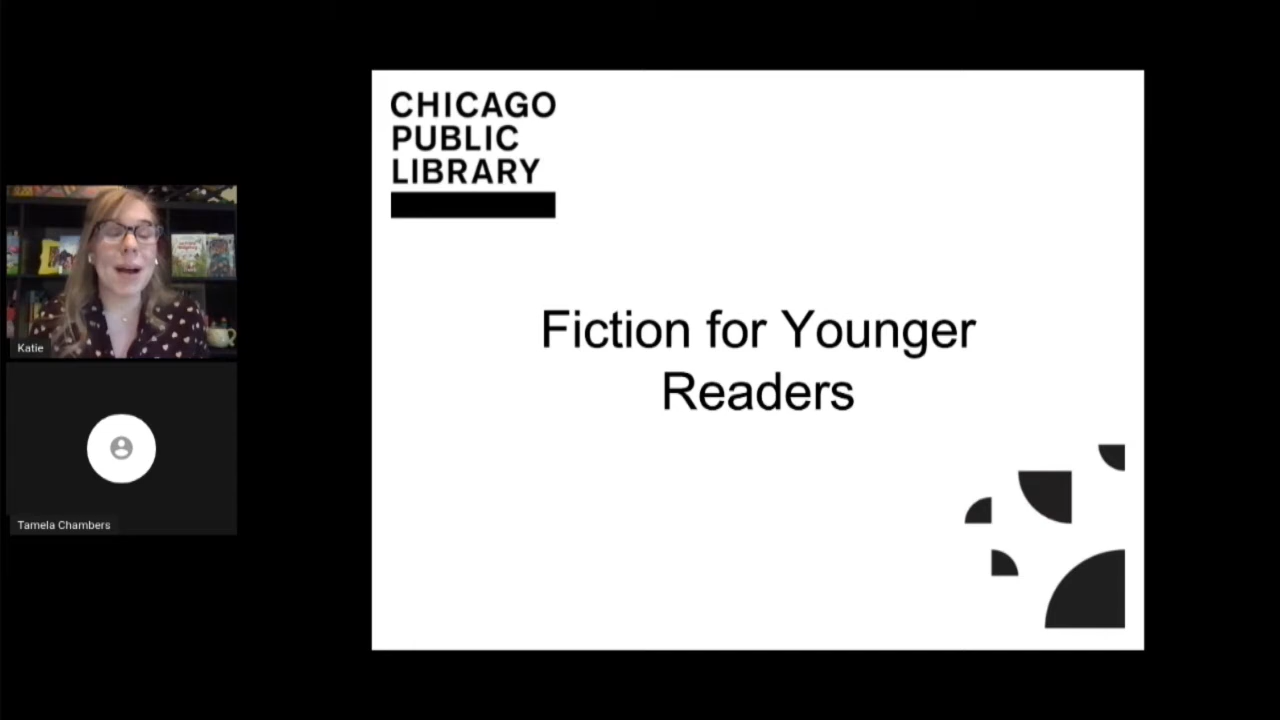 CHICAGO
PUBLIC
LIBRARY
Fiction for Younger
Readers
Katie
Tamela Chambers